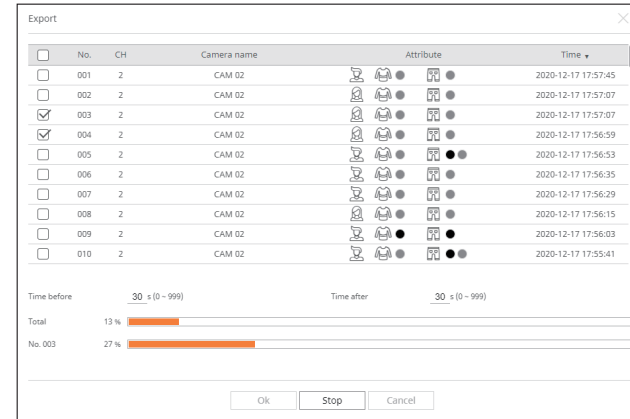 Export
No. CH Camera name Attribute Time ▼
001 2 CAM 02 2020-12-17 17:57:45
002 2 CAM 02 2020-12-17 17:57:07
003 2 CAM 02 2020-12-17 17:57:07
004 2 CAM 02 2020-12-17 17:56:59
005 2 CAM 02 2020-12-17 17:56:53
006 2 CAM 02 2020-12-17 17:56:35
007 2 CAM 02 2020-12-17 17:56:29
008 2 CAM 02 2020-12-17 17:56:15
009 2 CAM 02 2020-12-17 17:56:03
010 2 CAM 02 2020-12-17 17:55:41
Time before 30 s (0 ~ 999) Time after 30 s (0 ~ 999)
Total 13 %
No. 003 27 %
Ok Stop Cancel